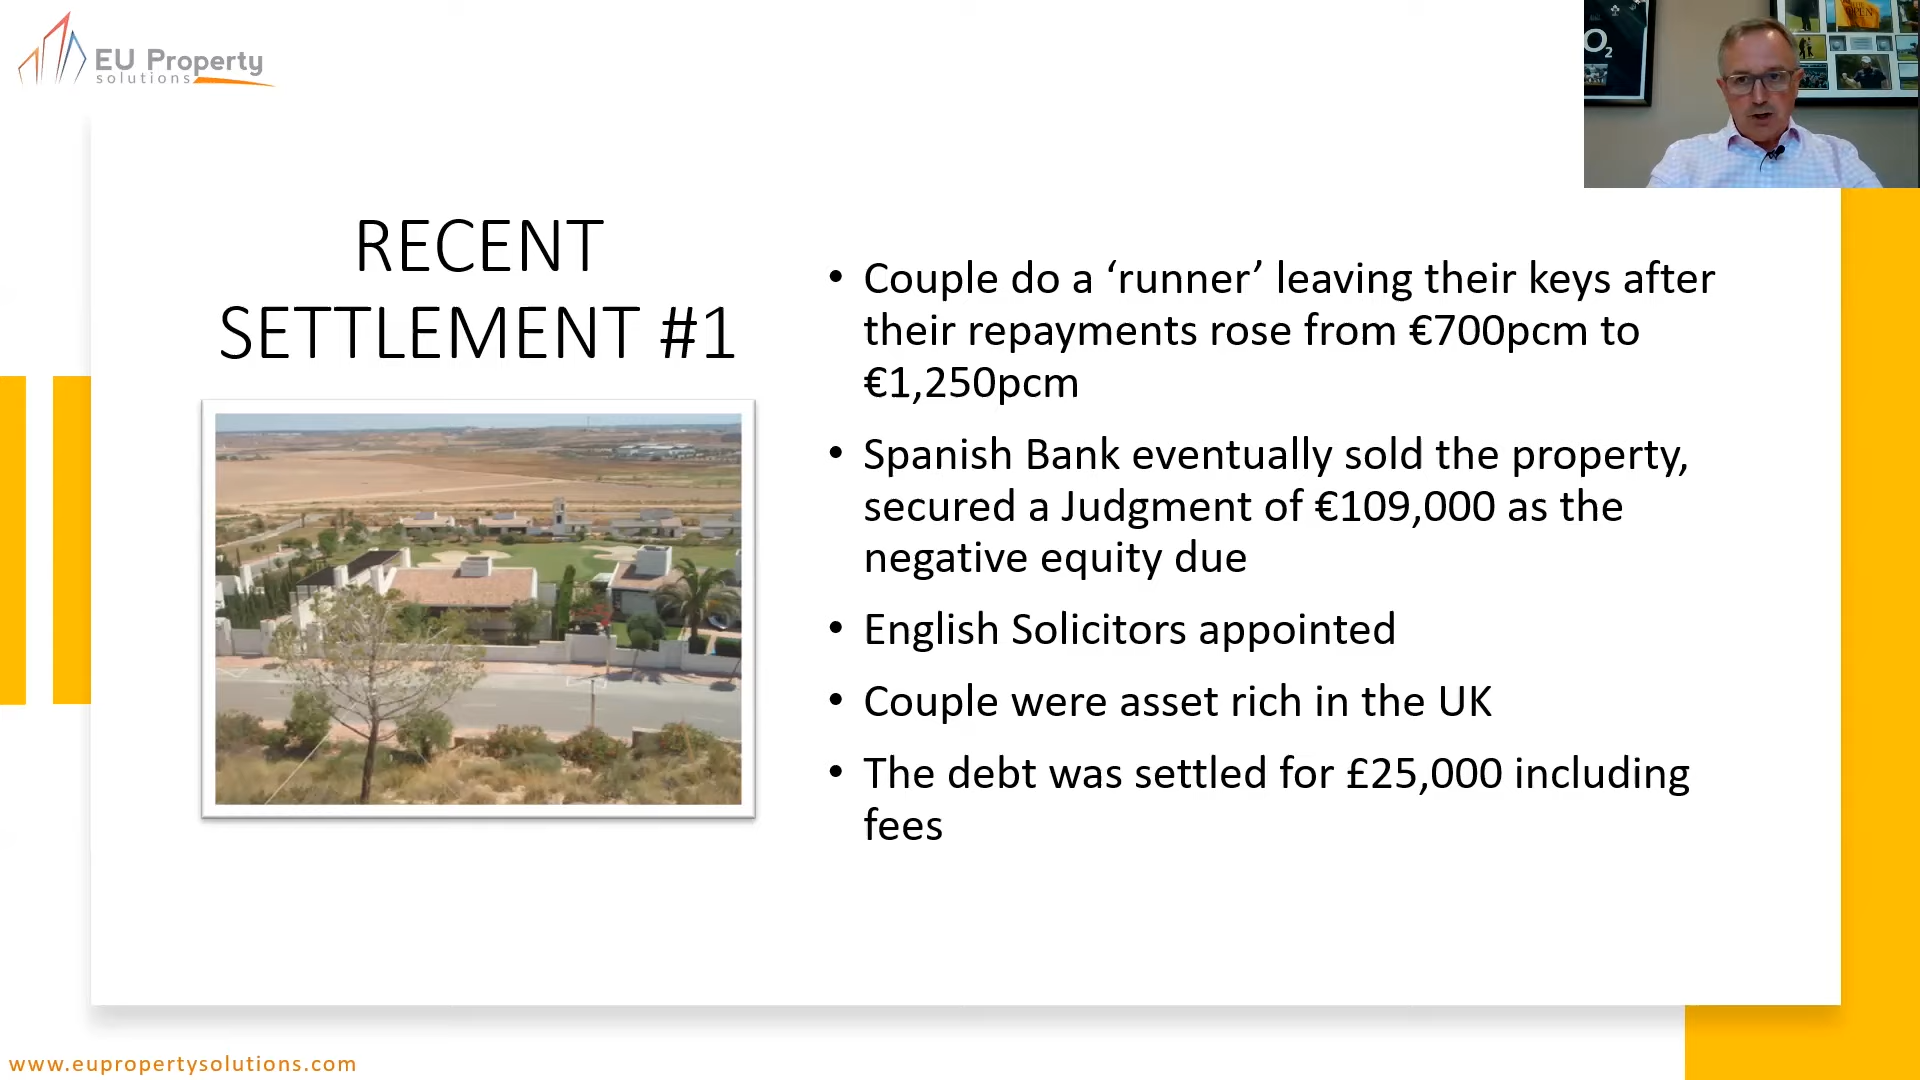 EU Property
solutions
O2
OPEN
RECENT
SETTLEMENT #1
• Couple do a ‘runner’ leaving their keys after
their repayments rose from €700pcm to
€1,250pcm
• Spanish Bank eventually sold the property,
secured a Judgment of €109,000 as the
negative equity due
• English Solicitors appointed
• Couple were asset rich in the UK
• The debt was settled for £25,000 including
fees
www.eupropertysolutions.com